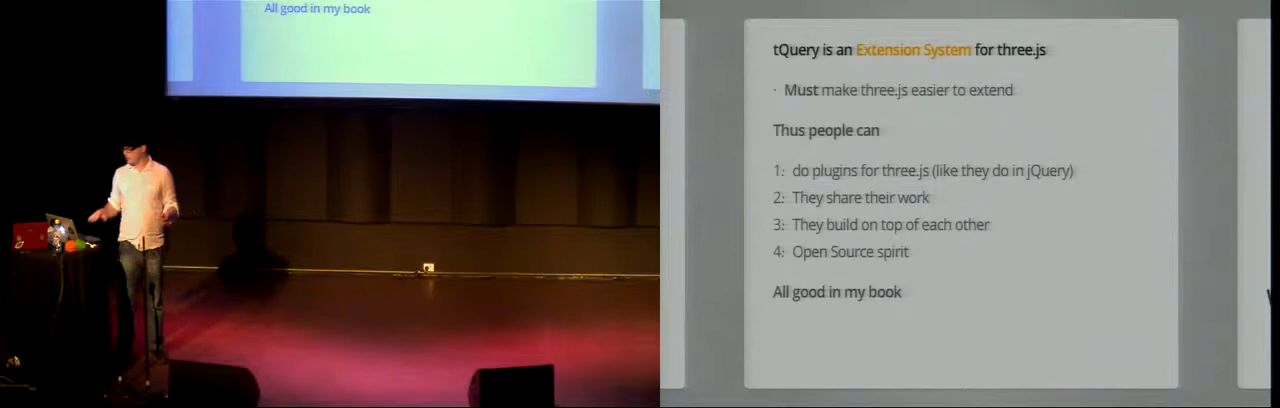 All good in my book
tQuery is an Extension System for three.js
· Must make three.js easier to extend
Thus people can
1: do plugins for three.js (like they do in jQuery)
2: They share their work
3: They build on top of each other
4: Open Source spirit
All good in my book